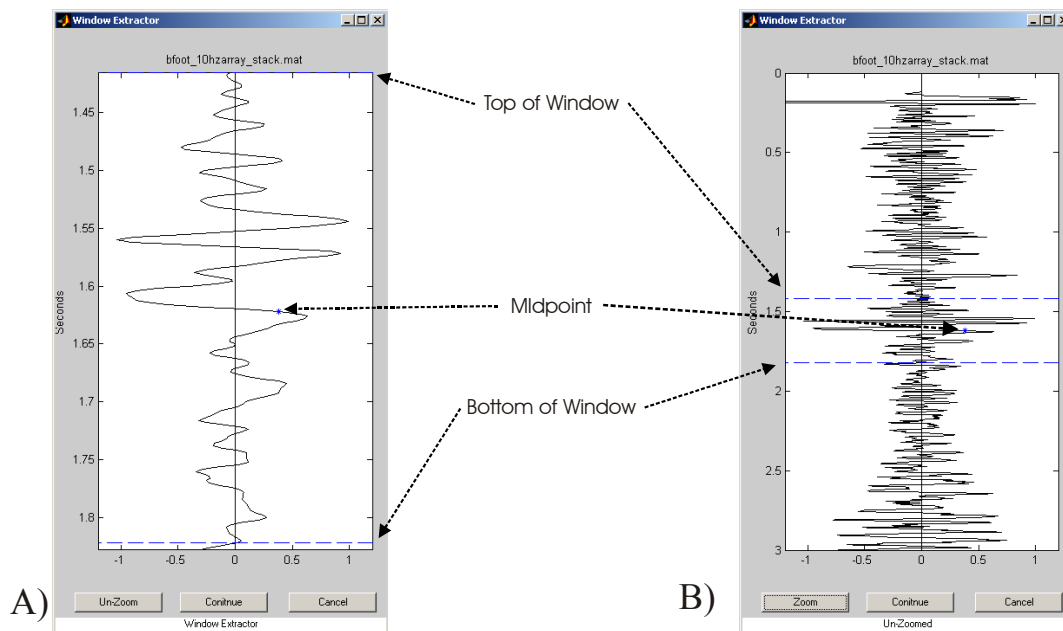 Window Extractor
bfoot_10hzarray_stack.mat
1.45
1.5
1.55
1.6
1.65
1.7
1.75
1.8
Seconds
-1 -0.5 0 0.5 1
Un-Zoom Conitnue Cancel
Window Extractor
A)
Top of Window
MIdpoint
Bottom of Window
Window Extractor
bfoot_10hzarray_stack.mat
0
0.5
1
1.5
2
2.5
3
Seconds
-1 -0.5 0 0.5 1
Zoom Conitnue Cancel
Un-Zoomed
B)